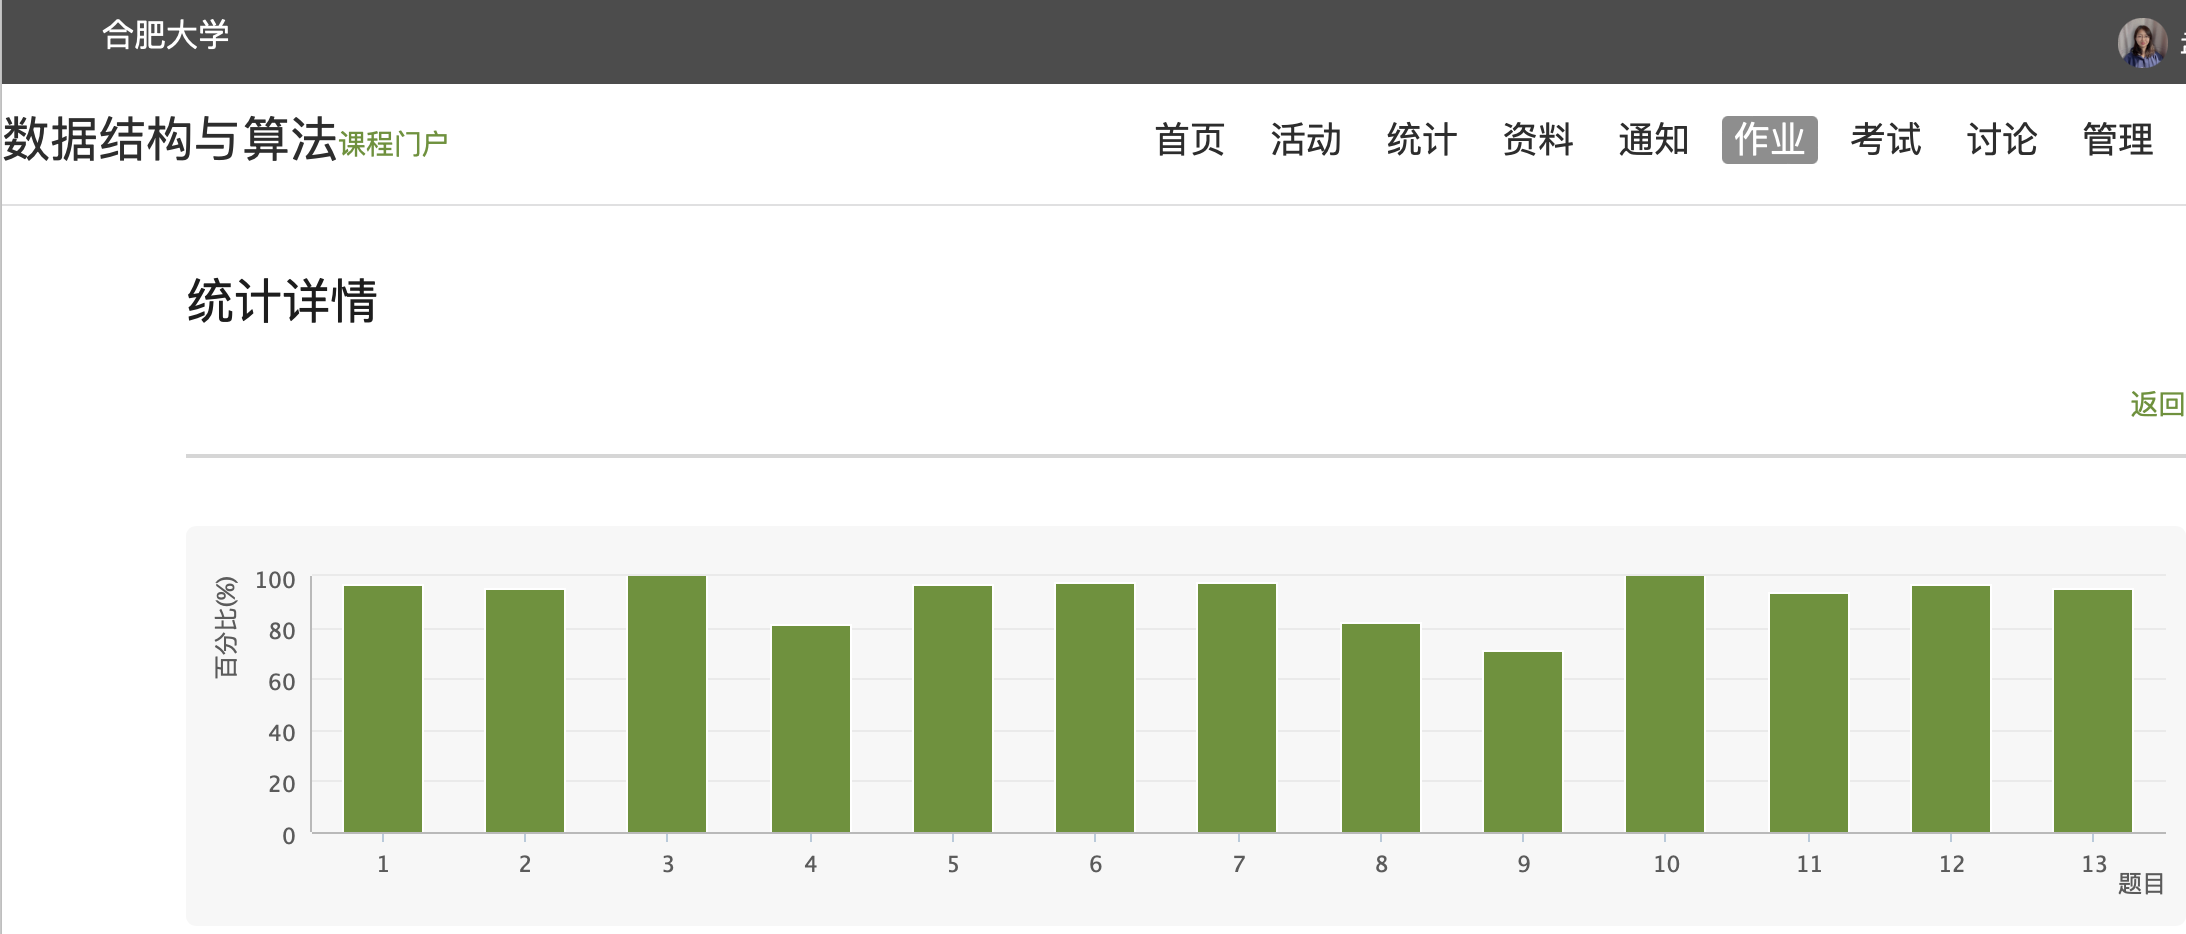 合肥大学
数据结构与算法课程门户
首页 活动 统计 资料 通知 作业 考试 讨论 管理
统计详情
返回
百分比(%)
100
80
60
40
20
0
1 2 3 4 5 6 7 8 9 10 11 12 13
题目